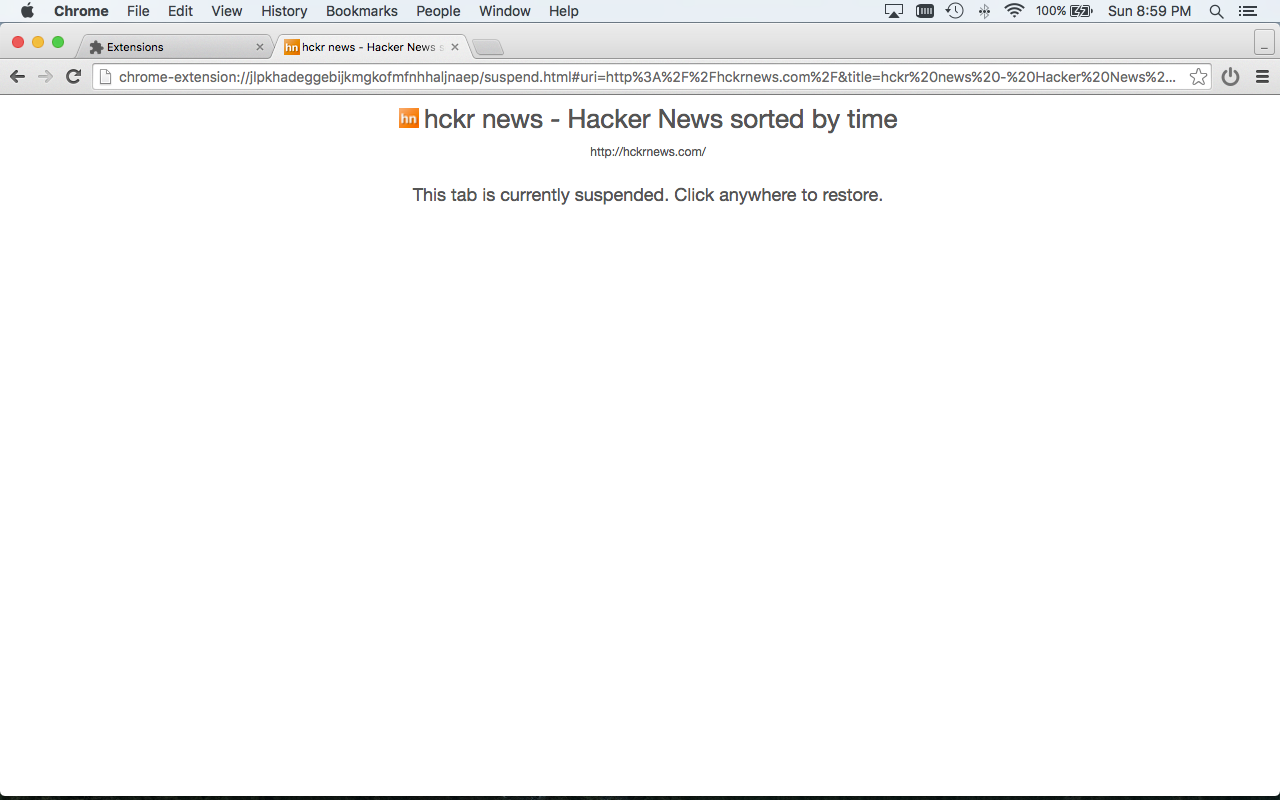 Chrome File Edit View History Bookmarks People Window Help 100% Sun 8:59 PM
Extensions
hn hckr news - Hacker News s
chrome-extension://jlpkhadeggebijkmgkofmfnhhaljnaep/suspend.html#uri=http%3A%2F%2Fhckrnews.com%2F&title=hckr%20news%20-%20Hacker%20News%2...
hn hckr news - Hacker News sorted by time
http://hckrnews.com/
This tab is currently suspended. Click anywhere to restore.